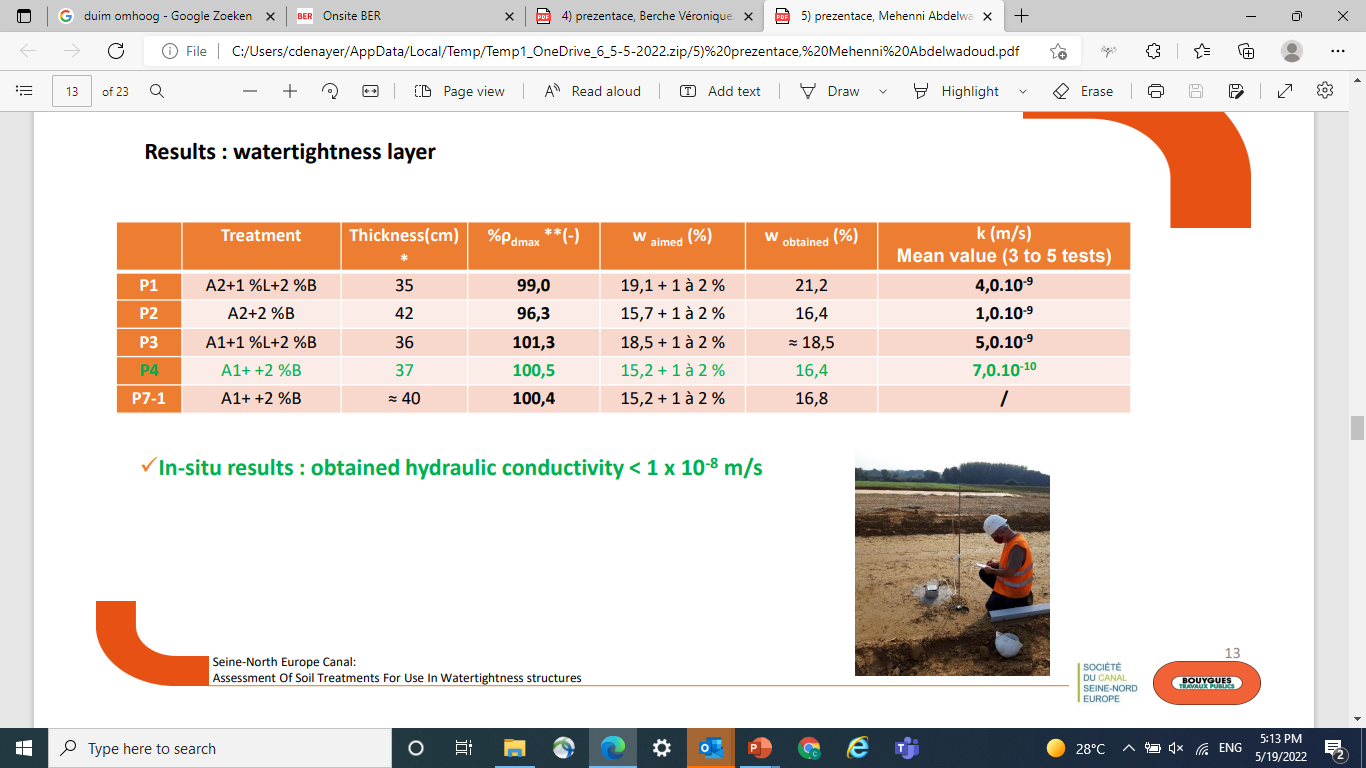 duim omhoog - Google Zoeken
BER Onsite BER
4) prezentace, Berche Véronique
5) prezentace, Mehenni Abdelwa
File C:/Users/cdenayer/AppData/Local/Temp/Temp1_OneDrive_6_5-5-2022.zip/5)%20prezentace,%20Mehenni%20Abdelwadoud.pdf
13 of 23 Page view Read aloud Add text Draw Highlight Erase
Results : watertightness layer
Treatment Thickness(cm) * %ρdmax **(-) w aimed (%) w obtained (%) k (m/s) Mean value (3 to 5 tests)
P1 A2+1 %L+2 %B 35 99,0 19,1 + 1 à 2 % 21,2 4,0.10-9
P2 A2+2 %B 42 96,3 15,7 + 1 à 2 % 16,4 1,0.10-9
P3 A1+1 %L+2 %B 36 101,3 18,5 + 1 à 2 % ≈ 18,5 5,0.10-9
P4 A1+ +2 %B 37 100,5 15,2 + 1 à 2 % 16,4 7,0.10-10
P7-1 A1+ +2 %B ≈ 40 100,4 15,2 + 1 à 2 % 16,8 /
✓In-situ results : obtained hydraulic conductivity < 1 x 10-8 m/s
13
Seine-North Europe Canal:
Assessment Of Soil Treatments For Use In Watertightness structures
SOCIÉTÉ
DU CANAL
SEINE-NORD
EUROPE
BOUYGUES
TRAVAUX PUBLICS
Type here to search
28°C ENG
5:13 PM
5/19/2022
2